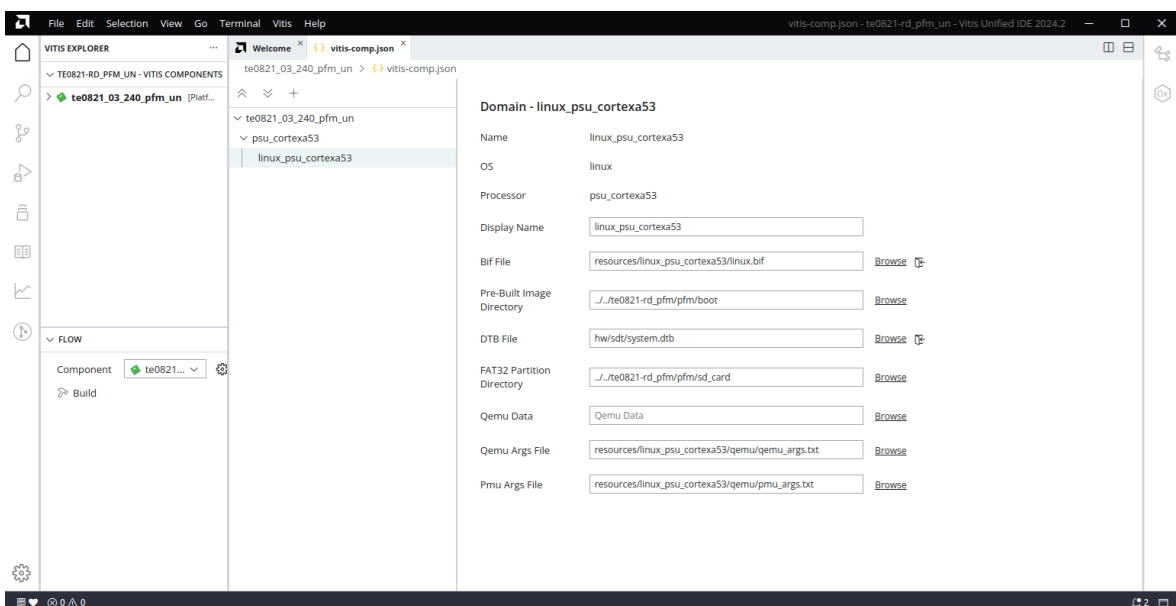 File Edit Selection View Go Terminal Vitis Help
vitis-comp.json - te0821-rd_pfm_un - Vitis Unified IDE 2024.2
VITIS EXPLORER
TE0821-RD_PFM_UN - VITIS COMPONENTS
te0821_03_240_pfm_un [Platf...
Welcome
{.} vitis-comp.json
te0821_03_240_pfm_un > {.} vitis-comp.json
te0821_03_240_pfm_un
psu_cortexa53
linux_psu_cortexa53
Domain - linux_psu_cortexa53
Name linux_psu_cortexa53
OS linux
Processor psu_cortexa53
Display Name linux_psu_cortexa53
Bif File resources/linux_psu_cortexa53/linux.bif Browse
Pre-Built Image
Directory ../../te0821-rd_pfm/pfm/boot Browse
DTB File hw/sdt/system.dtb Browse
FAT32 Partition
Directory ../../te0821-rd_pfm/pfm/sd_card Browse
Qemu Data Qemu Data Browse
Qemu Args File resources/linux_psu_cortexa53/qemu/qemu_args.txt Browse
Pmu Args File resources/linux_psu_cortexa53/qemu/pmu_args.txt Browse
FLOW
Component te0821...
Build
0 0
2